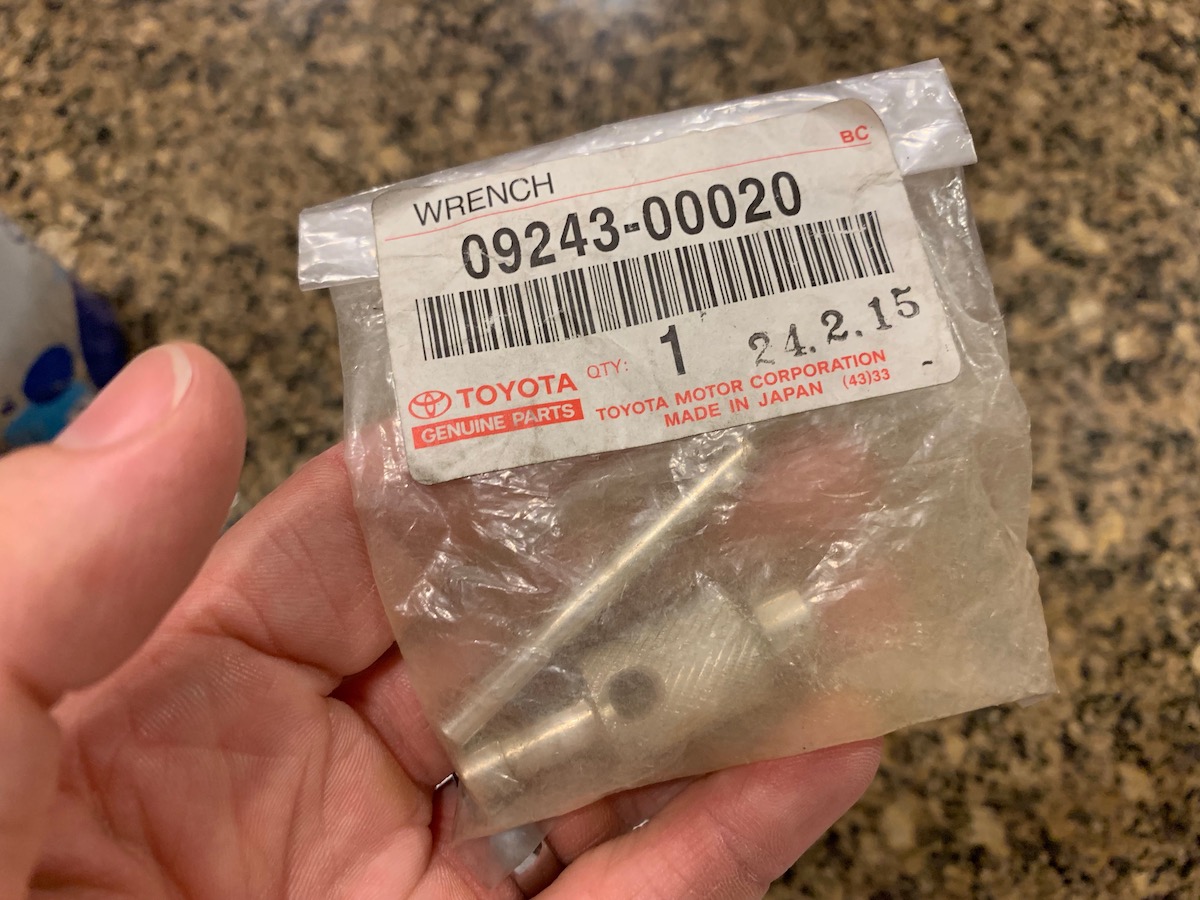 WRENCH BC
09243-00020
QTY: 1 24.2.15
TOYOTA
GENUINE PARTS
TOYOTA MOTOR CORPORATION
MADE IN JAPAN (43)33